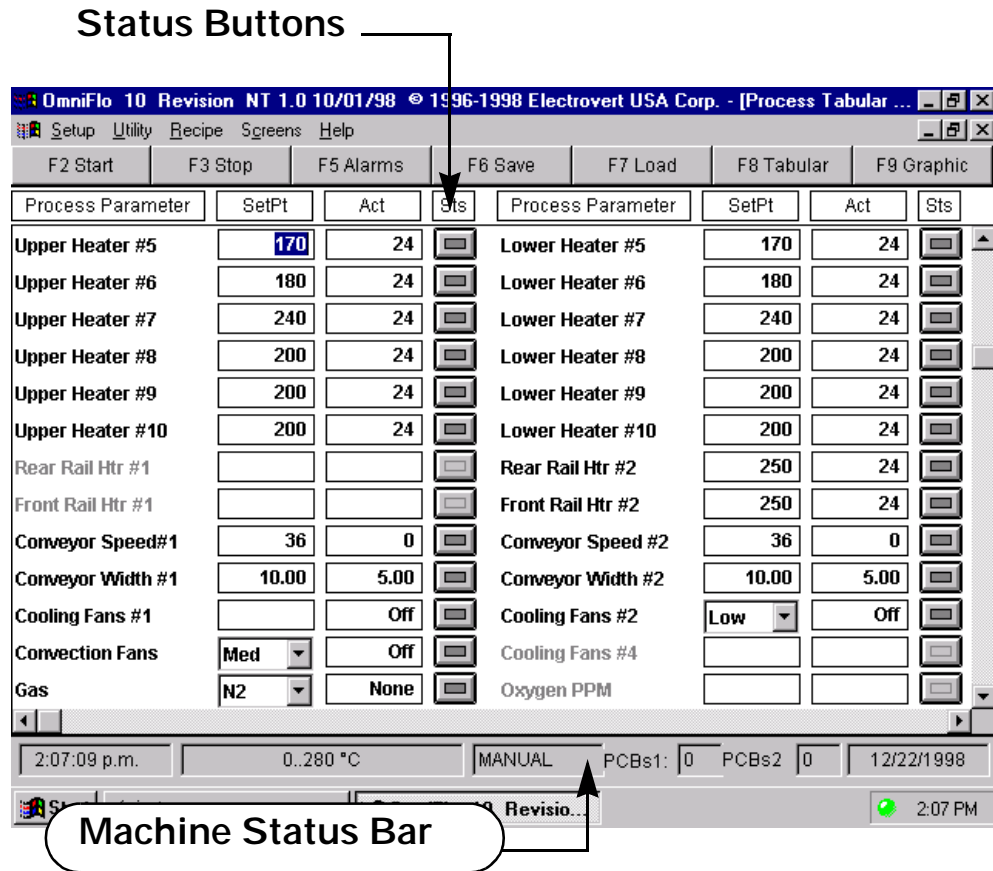 Status Buttons
OmniFlo 10 Revision NT 1.0 10/01/98 © 1996-1998 Electrovert USA Corp. - [Process Tabular ...
Setup Utility Recipe Screens Help
F2 Start F3 Stop F5 Alarms F6 Save F7 Load F8 Tabular F9 Graphic
Process Parameter SetPt Act Sts Process Parameter SetPt Act Sts
Upper Heater #5 170 24 Lower Heater #5 170 24
Upper Heater #6 180 24 Lower Heater #6 180 24
Upper Heater #7 240 24 Lower Heater #7 240 24
Upper Heater #8 200 24 Lower Heater #8 200 24
Upper Heater #9 200 24 Lower Heater #9 200 24
Upper Heater #10 200 24 Lower Heater #10 200 24
Rear Rail Htr #1 Rear Rail Htr #2 250 24
Front Rail Htr #1 Front Rail Htr #2 250 24
Conveyor Speed#1 36 0 Conveyor Speed #2 36 0
Conveyor Width #1 10.00 5.00 Conveyor Width #2 10.00 5.00
Cooling Fans #1 Off Cooling Fans #2 Low Off
Convection Fans Med Off Cooling Fans #4
Gas N2 None Oxygen PPM
2:07:09 p.m. 0..280 °C MANUAL PCBs1: 0 PCBs2 0 12/22/1998
Revisio... 2:07 PM
Machine Status Bar